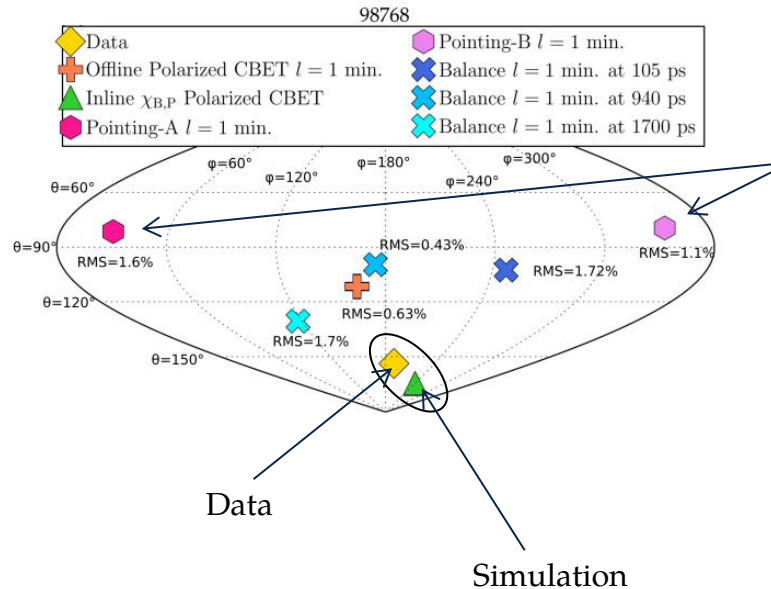 98768
Data
Offline Polarized CBET l = 1 min.
Inline χB,P Polarized CBET
Pointing-A l = 1 min.
Pointing-B l = 1 min.
Balance l = 1 min. at 105 ps
Balance l = 1 min. at 940 ps
Balance l = 1 min. at 1700 ps
φ=60°
φ=120°
φ=180°
φ=240°
φ=300°
θ=60°
θ=90°
θ=120°
θ=150°
RMS=1.6%
RMS=0.43%
RMS=1.1%
RMS=1.72%
RMS=0.63%
RMS=1.7%
Data
Simulation